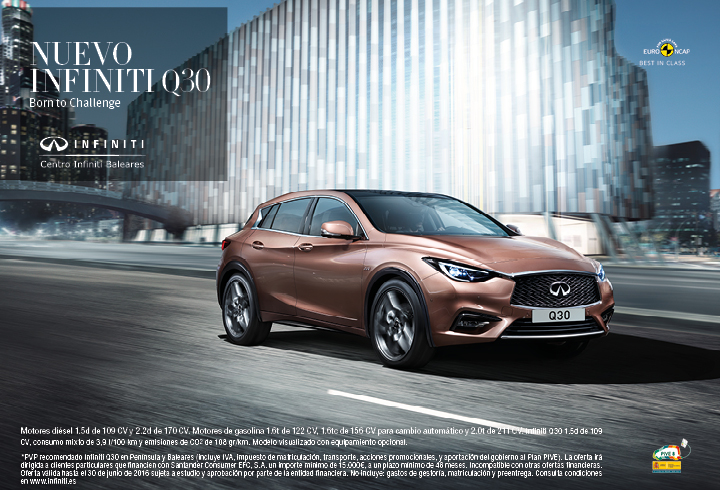 NUEVO
INFINITI Q30
Born to Challenge
INFINITI
Centro Infiniti Baleares
EURO NCAP
BEST IN CLASS
Q30
Motores diésel 1.5d de 109 CV y 2.2d de 170 CV. Motores de gasolina 1.6t de 122 CV, 1.6tc de 156 CV para cambio automático y 2.0t de 211 CV. Infiniti Q30 1.5d de 109
CV, consumo mixto de 3,9 l/100 km y emisiones de CO² de 108 gr/km. Modelo visualizado con equipamiento opcional.
*PVP recomendado Infiniti Q30 en Península y Baleares (incluye IVA, impuesto de matriculación, transporte, acciones promocionales, y aportación del gobierno al Plan PIVE). La oferta irá
dirigida a clientes particulares que financien con Santander Consumer EFC, S.A. un importe mínimo de 15.000€, a un plazo mínimo de 48 meses. Incompatible con otras ofertas financieras.
Oferta válida hasta el 30 de junio de 2016 sujeta a estudio y aprobación por parte de la entidad financiera. No incluye: gastos de gestoría, matriculación y preentrega. Consulta condiciones
en www.infiniti.es
PIVE 8